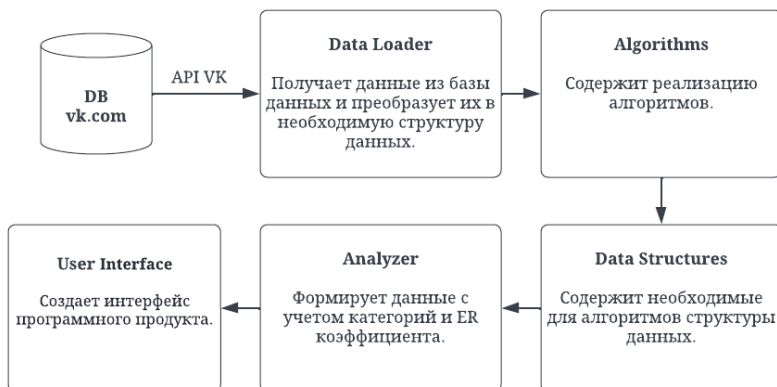 DB
vk.com
API VK
Data Loader
Получает данные из базы
данных и преобразует их в
необходимую структуру
данных.
Algorithms
Содержит реализацию
алгоритмов.
User Interface
Создает интерфейс
программного продукта.
Analyzer
Формирует данные с
учетом категорий и ER
коэффициента.
Data Structures
Содержит необходимые
для алгоритмов структуры
данных.